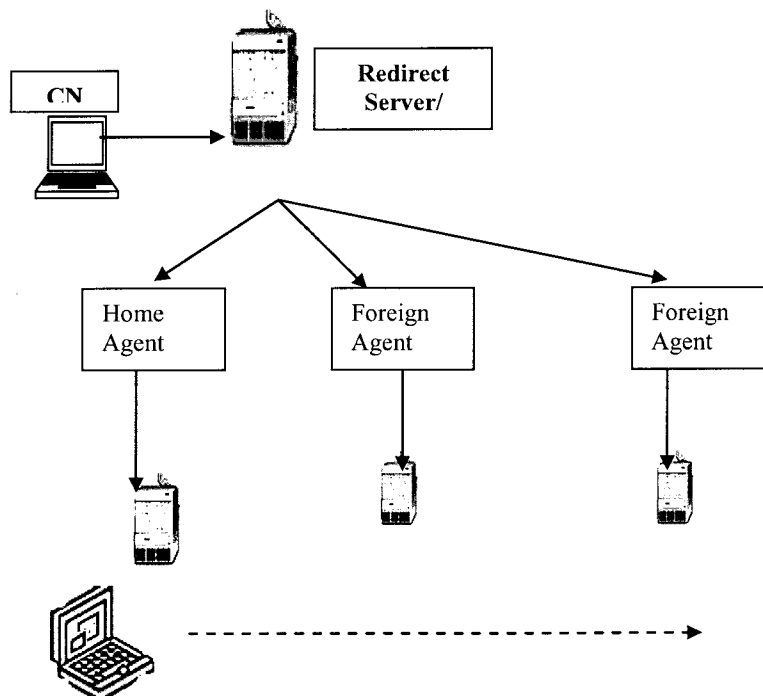 CN
Redirect
Server/
Home
Agent
Foreign
Agent
Foreign
Agent